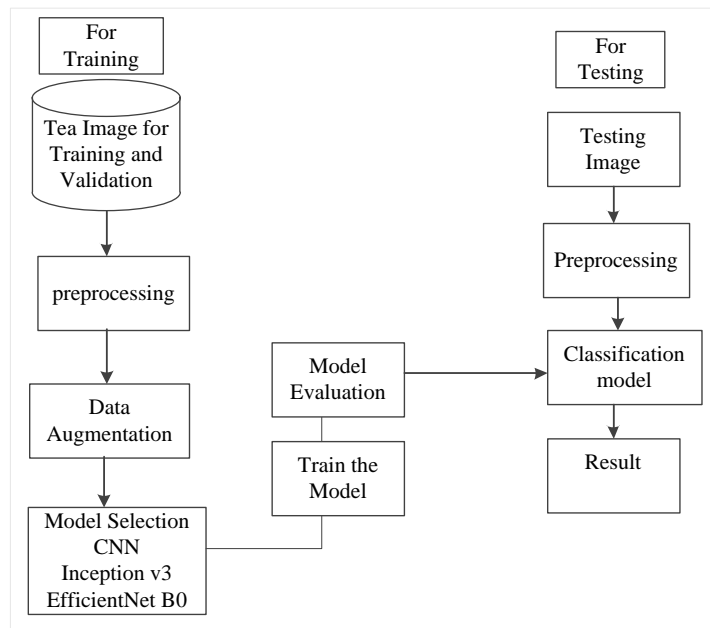 For
Training
Tea Image for
Training and
Validation
preprocessing
Data
Augmentation
Model Selection
CNN
Inception v3
EfficientNet B0
Train the
Model
Model
Evaluation
For
Testing
Testing
Image
Preprocessing
Classification
model
Result